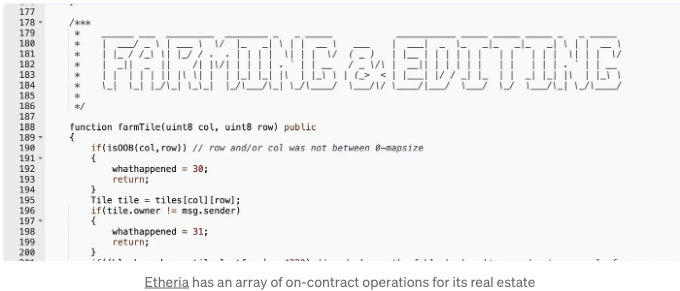 177
178 /***
179 *
180 *
181 * FARMING & EDITING
182 *
183 *
184 *
185 *
186 */
187
188 function farmTile(uint8 col, uint8 row) public
189 {
190 if(isOOB(col,row)) // row and/or col was not between 0-mapsize
191 {
192 whathappened = 30;
193 return;
194 }
195 Tile tile = tiles[col][row];
196 if(tile.owner != msg.sender)
197 {
198 whathappened = 31;
199 return;
200 }
Etheria has an array of on-contract operations for its real estate